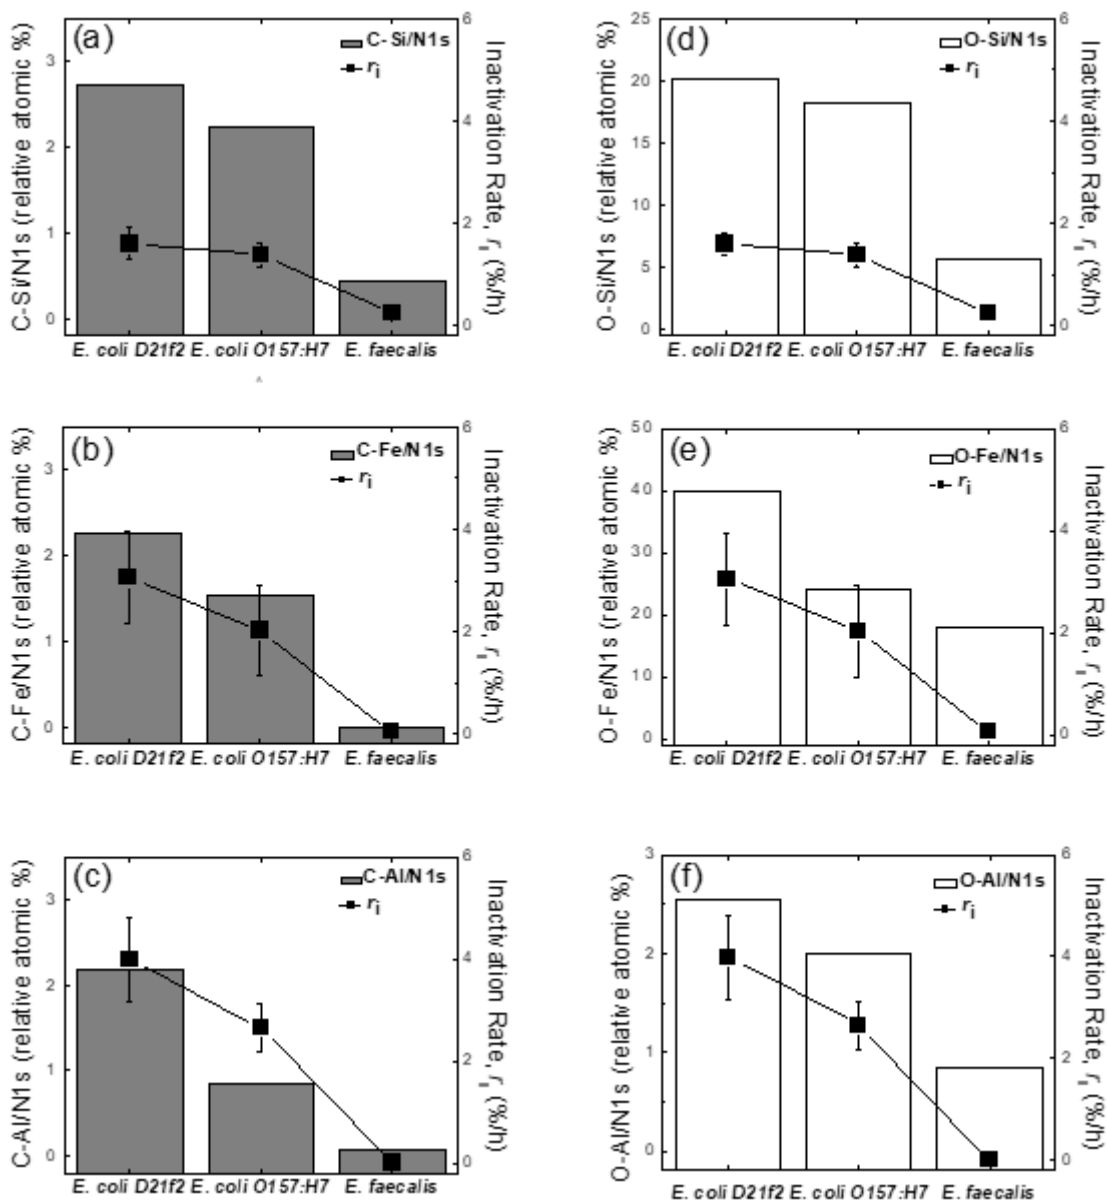 (a)
C-Si/N1s
ri
C-Si/N1s (relative atomic %)
3
2
1
0
6
4
2
0
Inactivation Rate, ri (%/h)
E. coli D21f2 E. coli O157:H7 E. faecalis
(d)
O-Si/N1s
ri
O-Si/N1s (relative atomic %)
25
20
15
10
5
0
6
4
2
0
Inactivation Rate, ri (%/h)
E. coli D21f2 E. coli O157:H7 E. faecalis
(b)
C-Fe/N1s
ri
C-Fe/N1s (relative atomic %)
3
2
1
0
6
4
2
0
Inactivation Rate, ri (%/h)
E. coli D21f2 E. coli O157:H7 E. faecalis
(e)
O-Fe/N1s
ri
O-Fe/N1s (relative atomic %)
50
40
30
20
10
0
6
4
2
0
Inactivation Rate, ri (%/h)
E. coli D21f2 E. coli O157:H7 E. faecalis
(c)
C-Al/N1s
ri
C-Al/N1s (relative atomic %)
3
2
1
0
6
4
2
0
Inactivation Rate, ri (%/h)
E. coli D21f2 E. coli O157:H7 E. faecalis
(f)
O-Al/N1s
ri
O-Al/N1s (relative atomic %)
3
2
1
0
6
4
2
0
Inactivation Rate, ri (%/h)
E. coli D21f2 E. coli O157:H7 E. faecalis